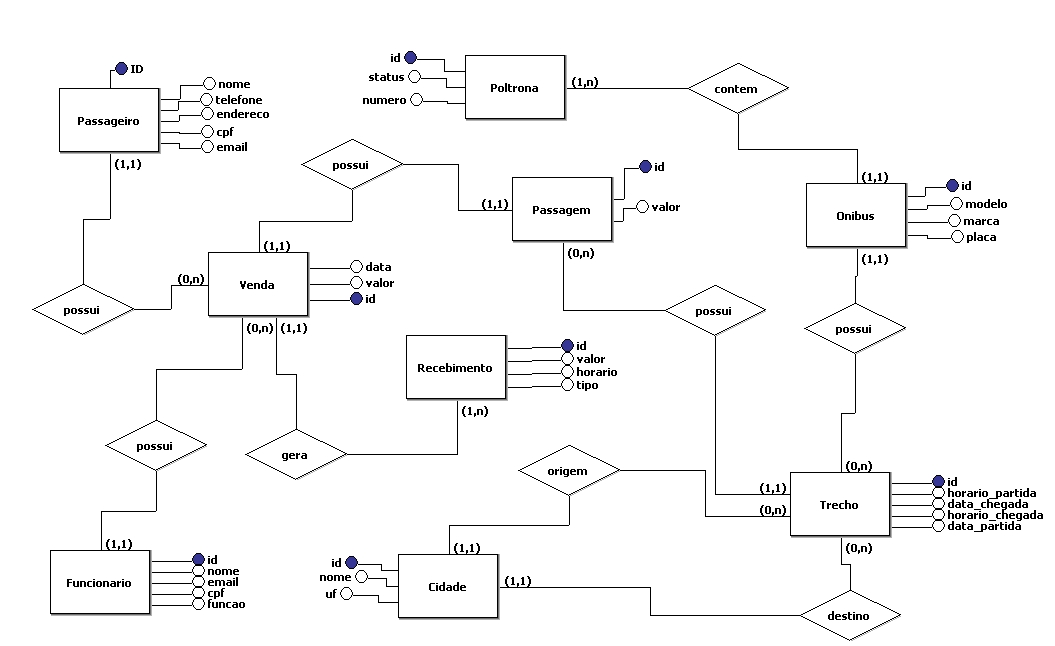 ID
nome
telefone
endereco
cpf
email
Passageiro
(1,1)
id
status
numero
Poltrona
(1,n)
contem
possui
(1,1)
Passagem
id
valor
(0,n)
(1,1)
Onibus
id
modelo
marca
placa
(1,1)
(1,1)
Venda
data
valor
id
(0,n)
possui
(0,n)
(1,1)
possui
possui
Recebimento
id
valor
horario
tipo
(1,n)
possui
gera
origem
(0,n)
(1,1)
(0,n)
Trecho
id
horario_partida
data_chegada
horario_chegada
data_partida
(0,n)
(1,1)
Funcionario
id
nome
email
cpf
funcao
(1,1)
id
nome
uf
Cidade
(1,1)
destino